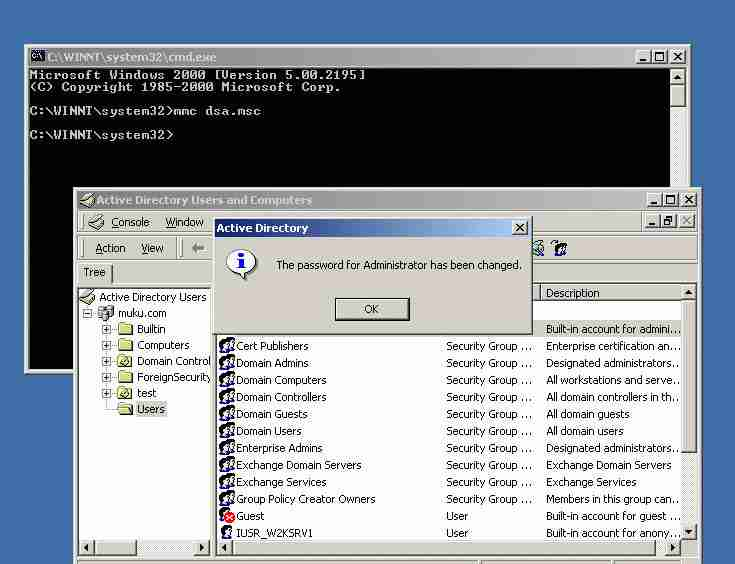 C:\WINNT\system32\cmd.exe
Microsoft Windows 2000 [Version 5.00.2195]
(C) Copyright 1985-2000 Microsoft Corp.
C:\WINNT\system32>mmc dsa.msc
C:\WINNT\system32>
Active Directory Users and Computers
Console Window
Active Directory
Action View
The password for Administrator has been changed.
OK
Tree
Description
Active Directory Users
muku.com
Builtin
Computers
Domain Control
ForeignSecurity
test
Users
Built-in account for admini...
Cert Publishers Security Group ... Enterprise certification an...
Domain Admins Security Group ... Designated administrators...
Domain Computers Security Group ... All workstations and serve...
Domain Controllers Security Group ... All domain controllers in th...
Domain Guests Security Group ... All domain guests
Domain Users Security Group ... All domain users
Enterprise Admins Security Group ... Designated administrators...
Exchange Domain Servers Security Group ... Exchange Domain Servers
Exchange Services Security Group ... Exchange Services
Group Policy Creator Owners Security Group ... Members in this group can...
Guest User Built-in account for guest ...
IUSR_W2KSRV1 User Built-in account for anony...